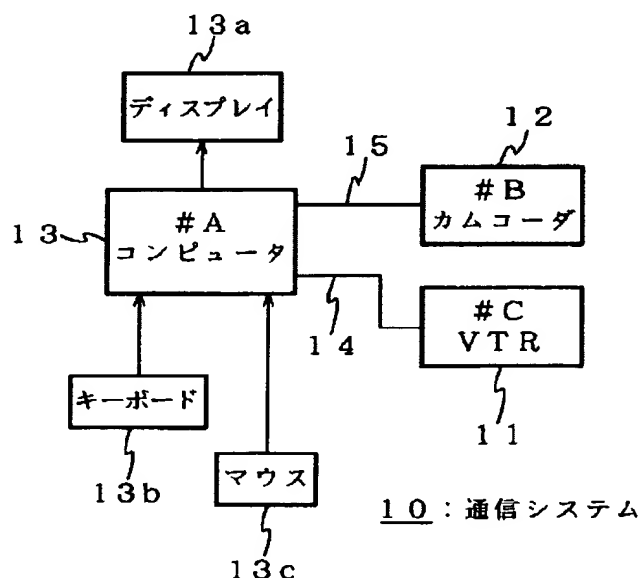 13a
ディスプレイ
15
12
#B
カムコーダ
13
#A
コンピュータ
14
#C
VTR
11
キーボード
13b
マウス
13c
10:通信システム